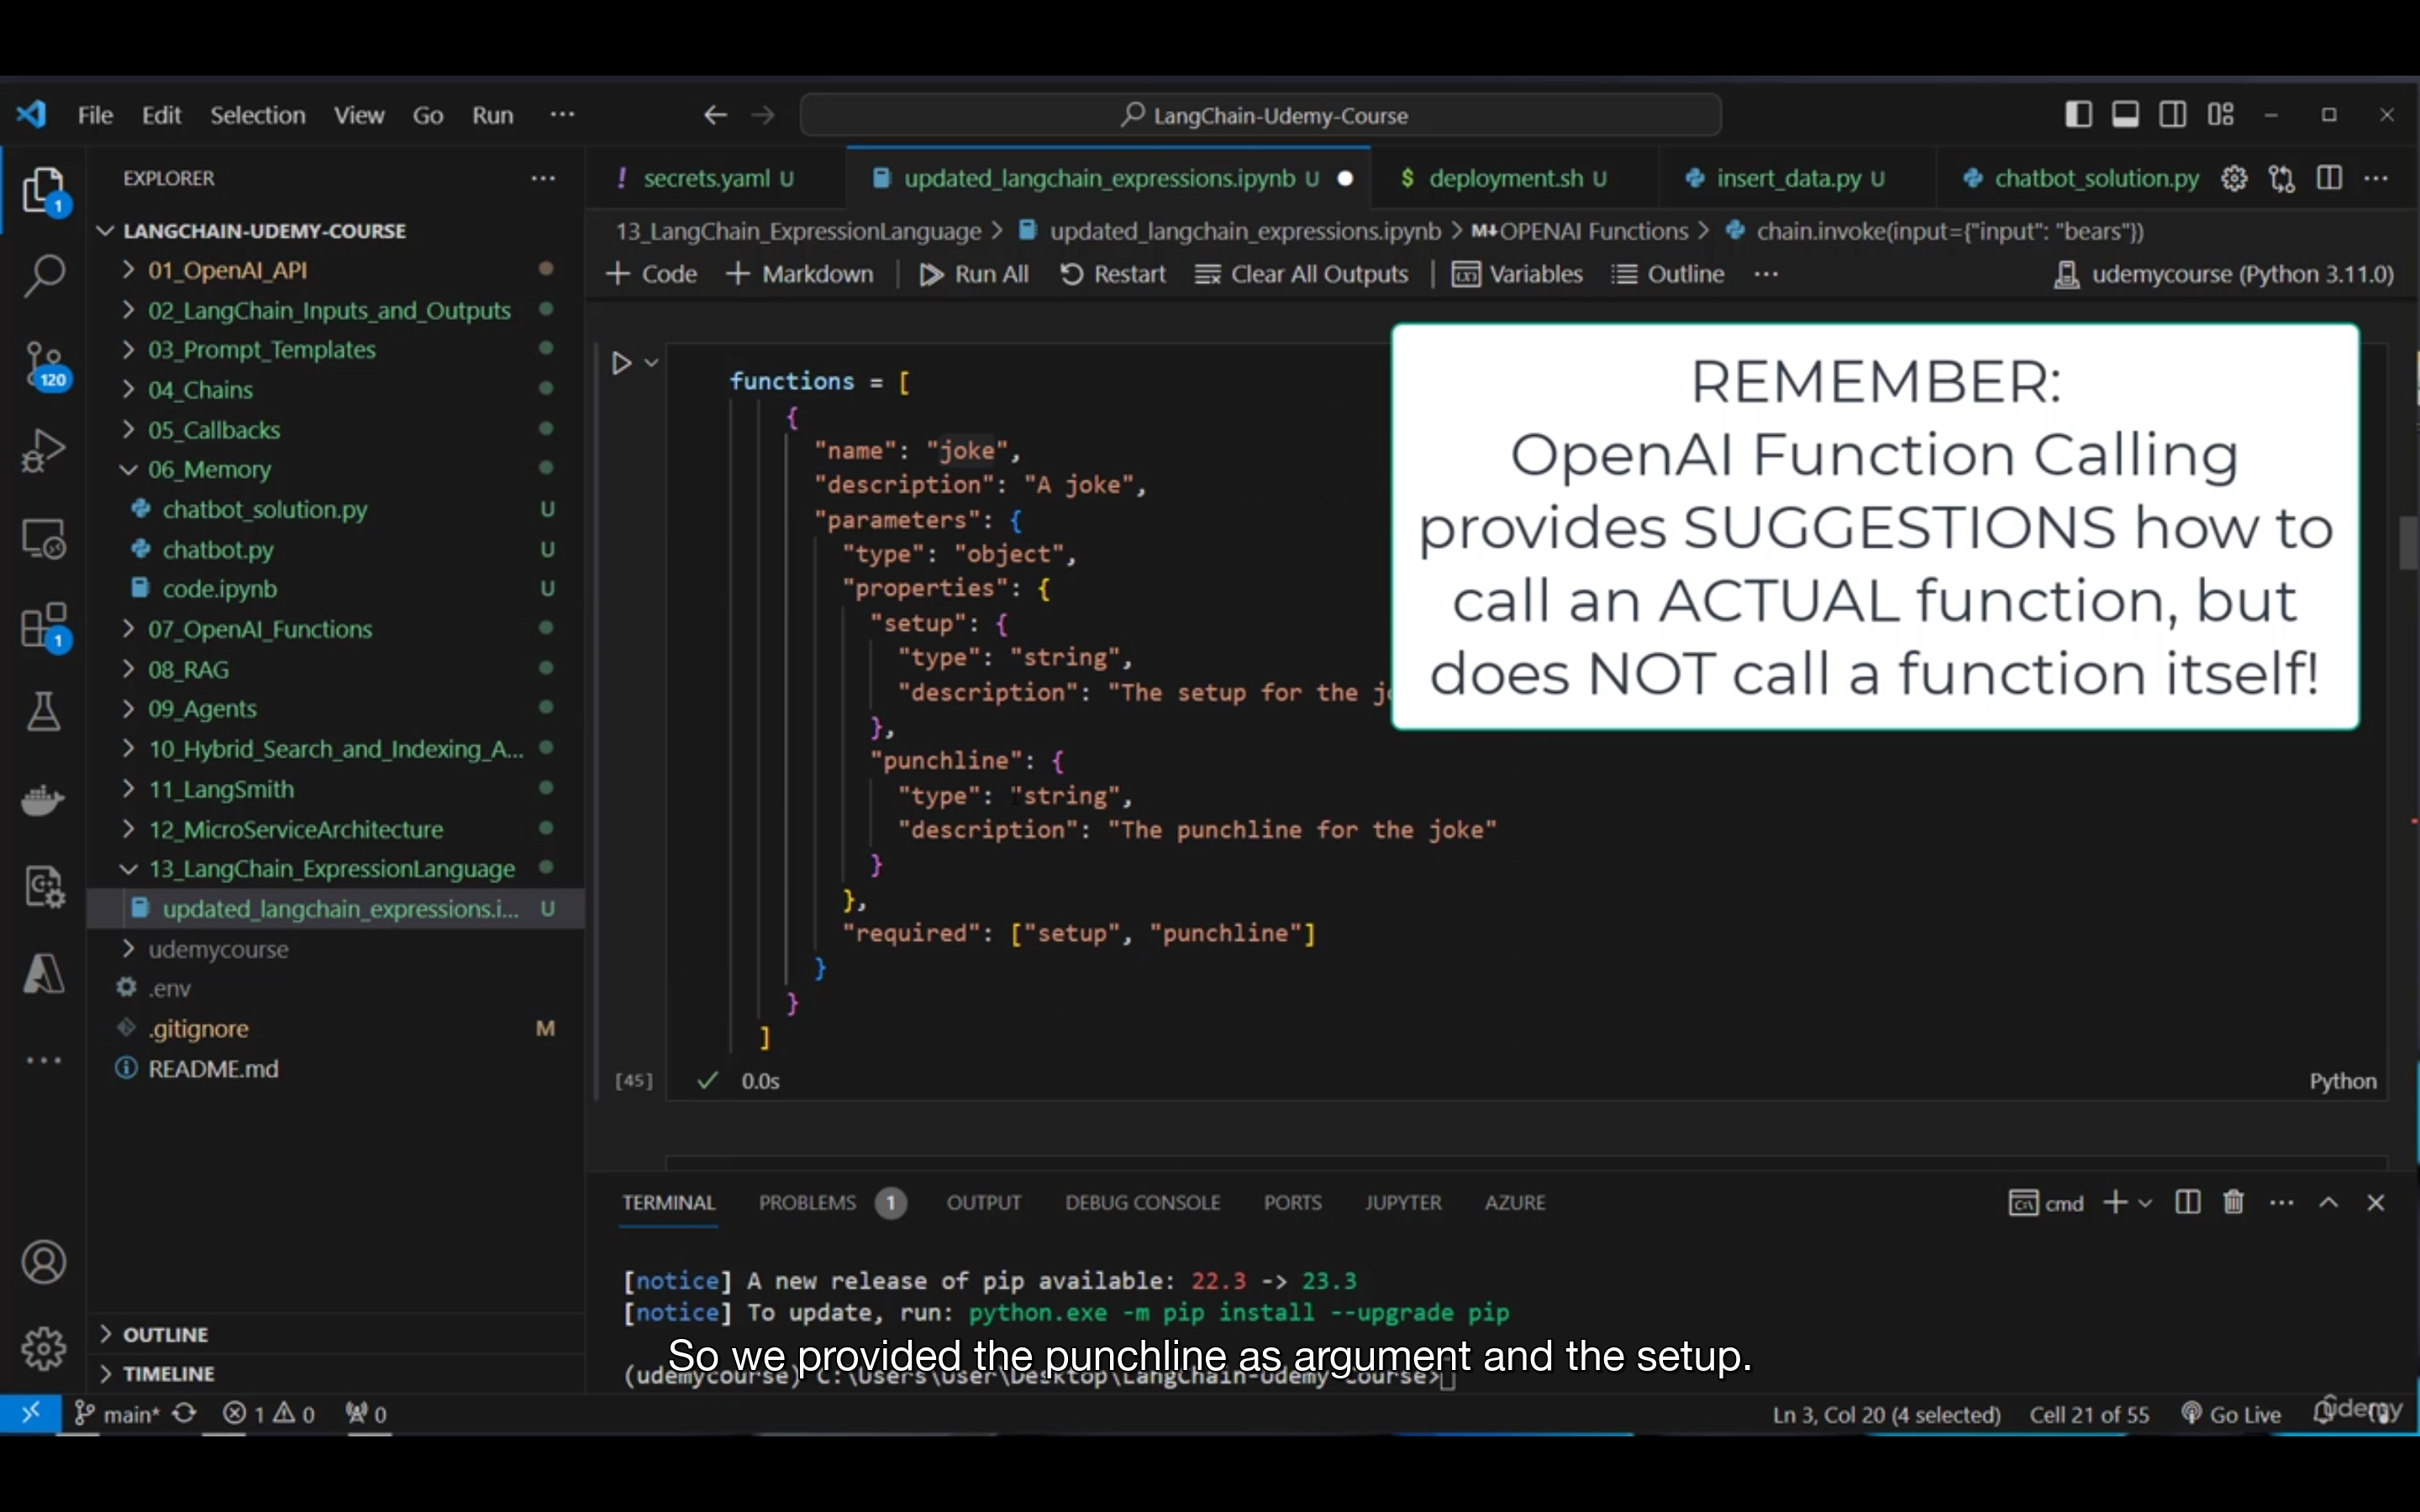 File Edit Selection View Go Run ···
LangChain-Udemy-Course
EXPLORER ···
secrets.yaml U
updated_langchain_expressions.ipynb U
$ deployment.sh U
insert_data.py U
chatbot_solution.py
13_LangChain_ExpressionLanguage > updated_langchain_expressions.ipynb > M↓OPENAI Functions > chain.invoke(input={"input": "bears"})
+ Code + Markdown | Run All Restart Clear All Outputs | Variables Outline ···
udemycourse (Python 3.11.0)
1
120
1
LANGCHAIN-UDEMY-COURSE
01_OpenAI_API
02_LangChain_Inputs_and_Outputs
03_Prompt_Templates
04_Chains
05_Callbacks
06_Memory
chatbot_solution.py U
chatbot.py U
code.ipynb U
07_OpenAI_Functions
08_RAG
09_Agents
10_Hybrid_Search_and_Indexing_A...
11_LangSmith
12_MicroServiceArchitecture
13_LangChain_ExpressionLanguage
updated_langchain_expressions.i... U
udemycourse
.env
.gitignore M
README.md
OUTLINE
TIMELINE
functions = [
{
"name": "joke",
"description": "A joke",
"parameters": {
"type": "object",
"properties": {
"setup": {
"type": "string",
"description": "The setup for the
},
"punchline": {
"type": "string",
"description": "The punchline for the joke"
}
},
"required": ["setup", "punchline"]
}
}
]
[45] 0.0s
Python
REMEMBER:
OpenAI Function Calling
provides SUGGESTIONS how to
call an ACTUAL function, but
does NOT call a function itself!
TERMINAL PROBLEMS 1 OUTPUT DEBUG CONSOLE PORTS JUPYTER AZURE
cmd
[notice] A new release of pip available: 22.3 -> 23.3
[notice] To update, run: python.exe -m pip install --upgrade pip
So we provided the punchline as argument and the setup.
(udemycourse) C:\Users\User\Desktop\LangChain-Udemy-Course>
main* 1 0 0
Ln 3, Col 20 (4 selected) Cell 21 of 55 Go Live
udemy